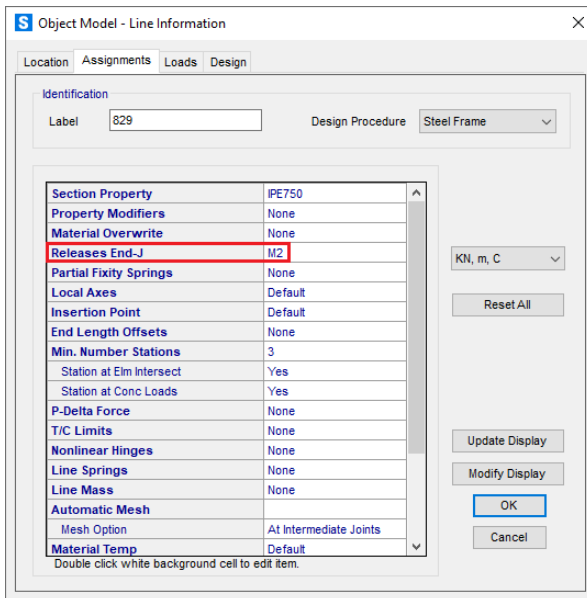 S Object Model - Line Information
Location Assignments Loads Design
Identification
Label 829 Design Procedure Steel Frame
Section Property IPE750
Property Modifiers None
Material Overwrite None
Releases End-J M2
Partial Fixity Springs None
Local Axes Default
Insertion Point Default
End Length Offsets None
Min. Number Stations 3
Station at Elm Intersect Yes
Station at Conc Loads Yes
P-Delta Force None
T/C Limits None
Nonlinear Hinges None
Line Springs None
Line Mass None
Automatic Mesh
Mesh Option At Intermediate Joints
Material Temp Default
Double click white background cell to edit item.
KN, m, C
Reset All
Update Display
Modify Display
OK
Cancel